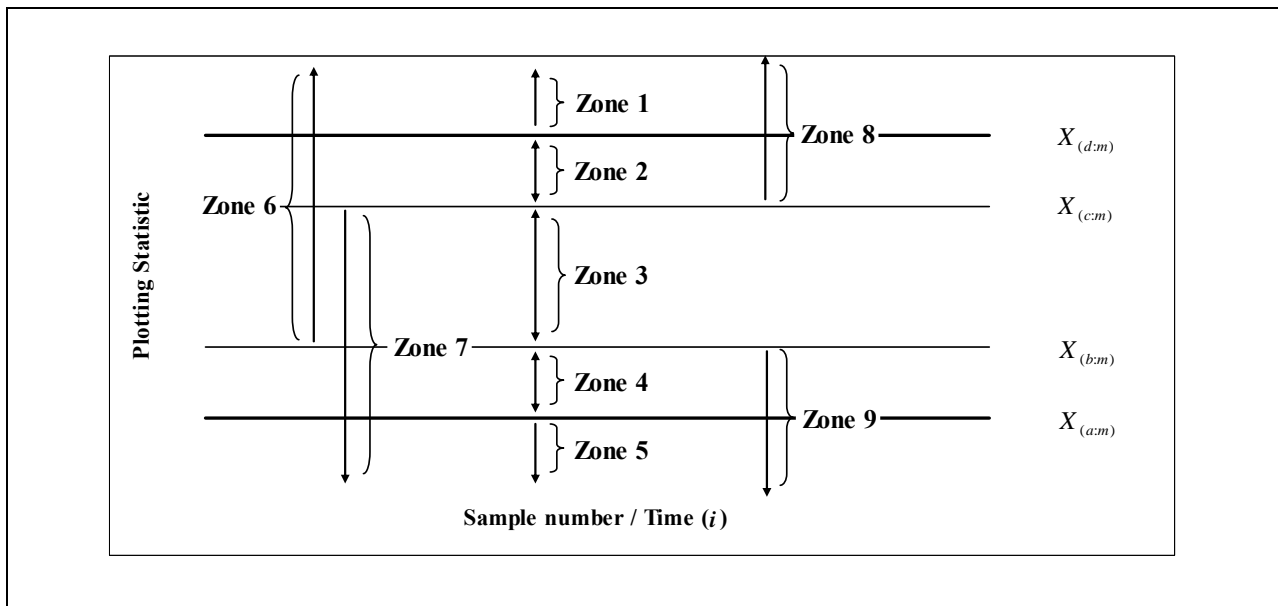 Zone 1
Zone 8
X(d:m)
Zone 2
Zone 6
X(c:m)
Plotting Statistic
Zone 3
Zone 7
X(b:m)
Zone 4
Zone 9
X(a:m)
Zone 5
Sample number / Time (i)